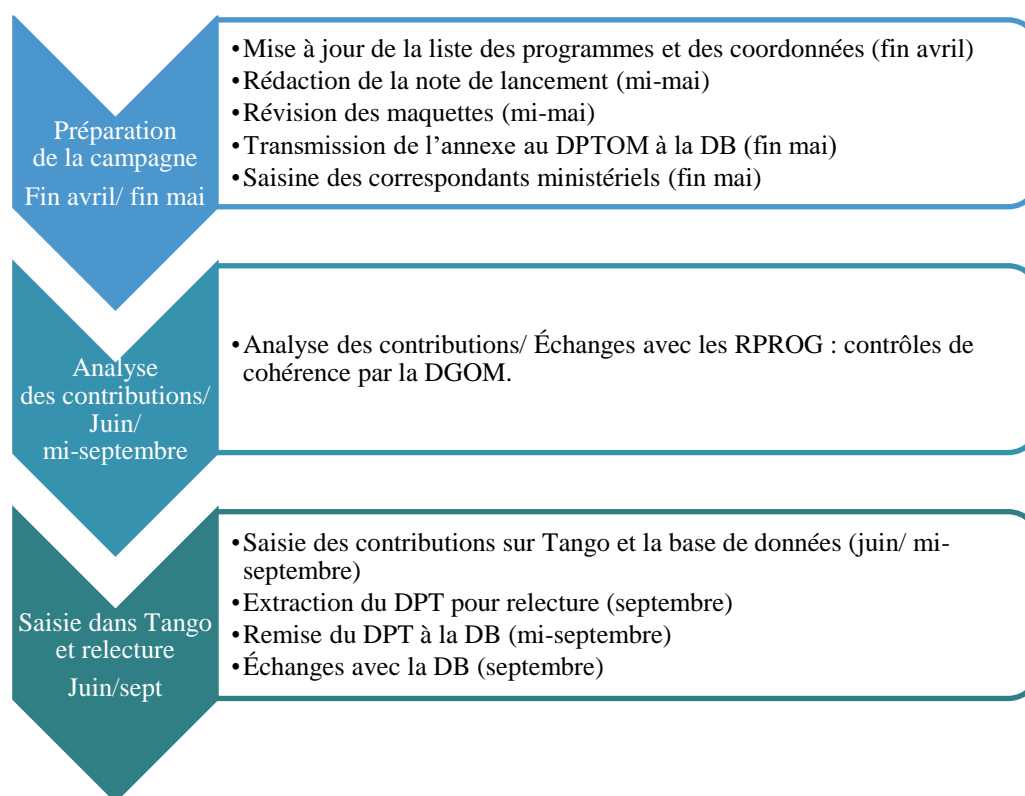 Préparation
de la campagne
Fin avril/ fin mai
•Mise à jour de la liste des programmes et des coordonnées (fin avril)
•Rédaction de la note de lancement (mi-mai)
•Révision des maquettes (mi-mai)
•Transmission de l’annexe au DPTOM à la DB (fin mai)
•Saisine des correspondants ministériels (fin mai)
Analyse
des contributions/
Juin/
mi-septembre
•Analyse des contributions/ Échanges avec les RPROG : contrôles de
cohérence par la DGOM.
Saisie dans Tango
et relecture
Juin/sept
•Saisie des contributions sur Tango et la base de données (juin/ mi-
septembre)
•Extraction du DPT pour relecture (septembre)
•Remise du DPT à la DB (mi-septembre)
•Échanges avec la DB (septembre)